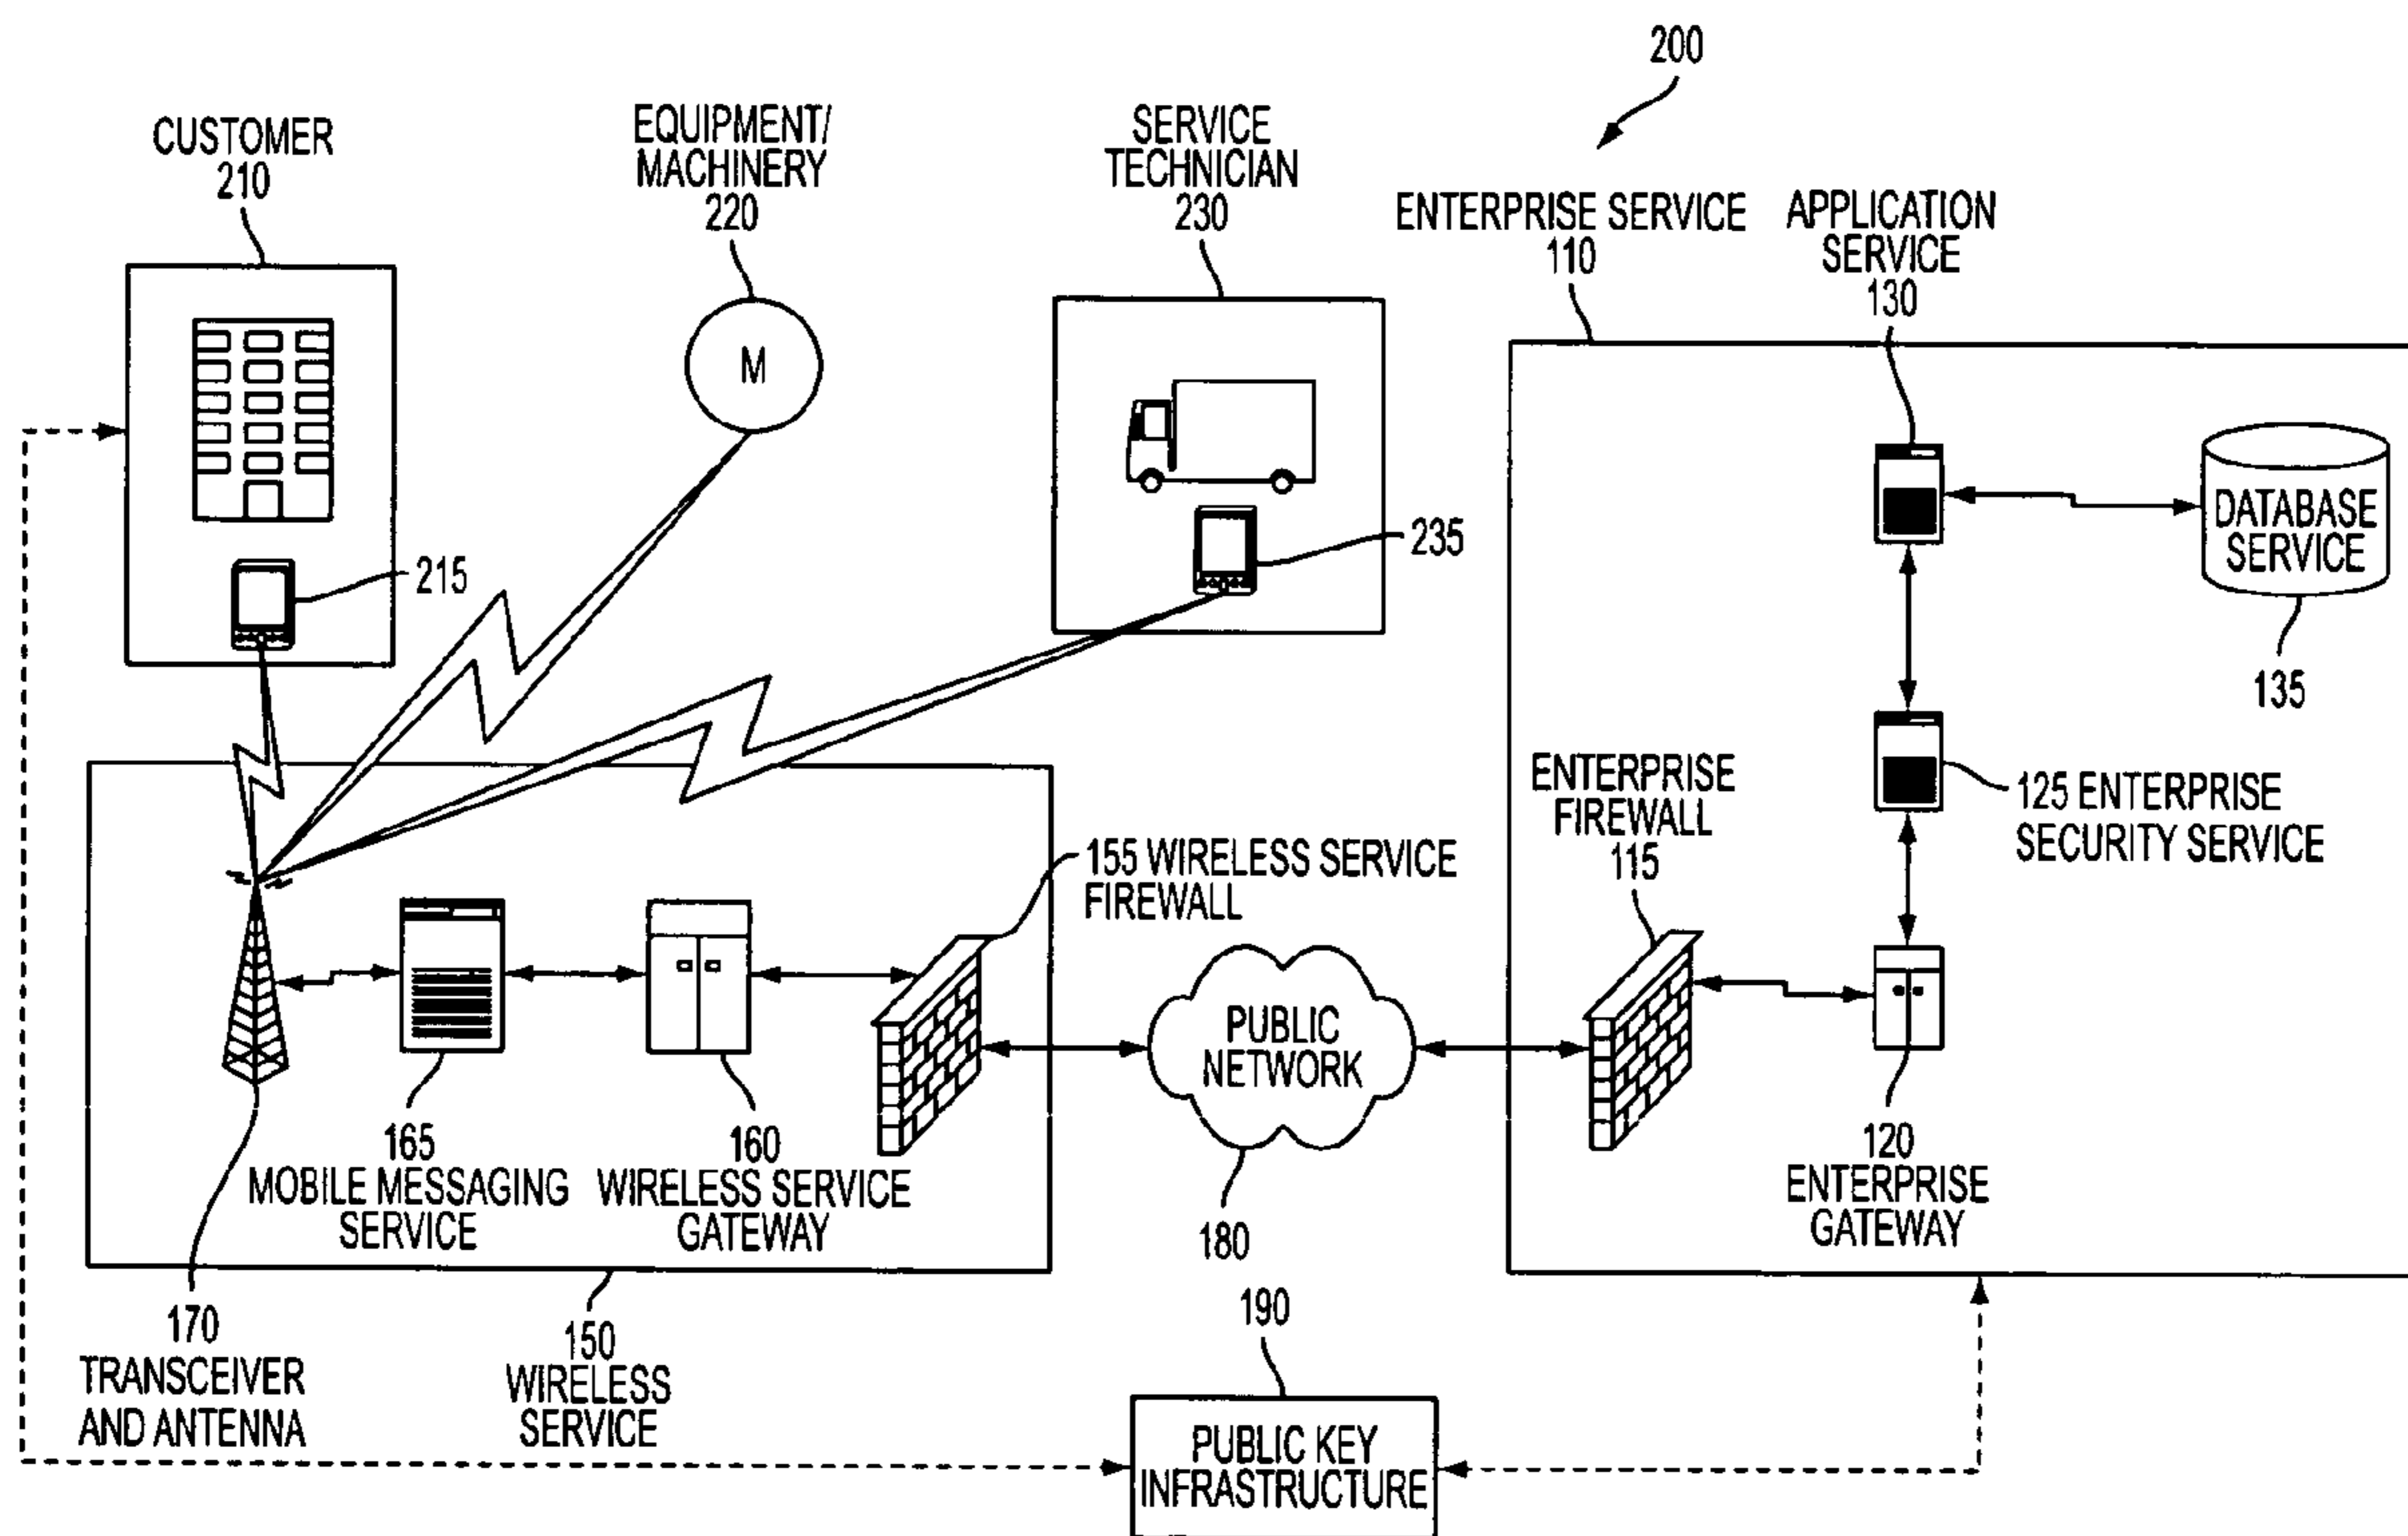 200
CUSTOMER
210
EQUIPMENT/
MACHINERY
220
SERVICE
TECHNICIAN
230
ENTERPRISE SERVICE
110
APPLICATION
SERVICE
130
M
215
235
DATABASE
SERVICE
135
125 ENTERPRISE
SECURITY SERVICE
ENTERPRISE
FIREWALL
115
155 WIRELESS SERVICE
FIREWALL
PUBLIC
NETWORK
180
165
MOBILE MESSAGING
SERVICE
160
WIRELESS SERVICE
GATEWAY
120
ENTERPRISE
GATEWAY
170
TRANSCEIVER
AND ANTENNA
150
WIRELESS
SERVICE
190
PUBLIC KEY
INFRASTRUCTURE